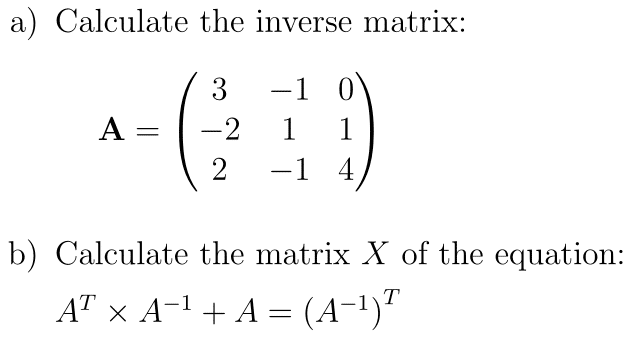 a) Calculate the inverse matrix:
A = ( 3 −1 0
−2 1 1
2 −1 4 )
b) Calculate the matrix X of the equation:
A^T × A^−1 + A = (A^−1)^T